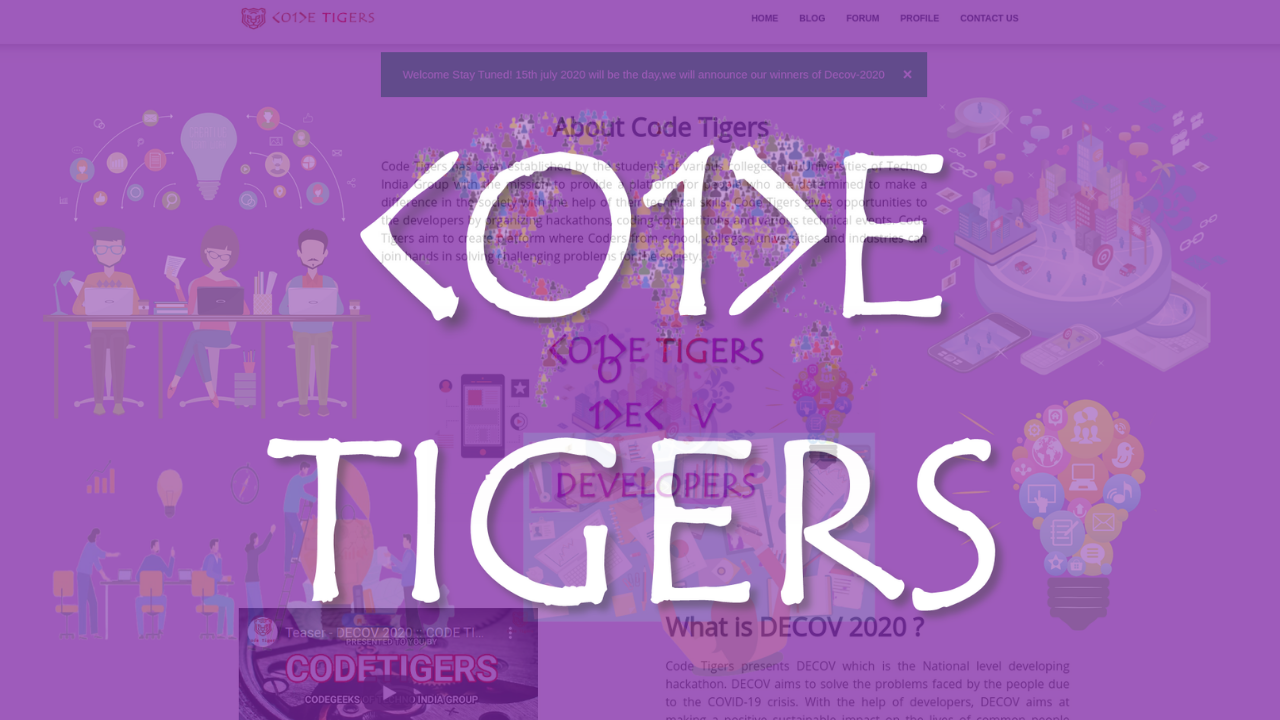 CODE TIGERS
HOME BLOG FORUM PROFILE CONTACT US
Welcome Stay Tuned! 15th july 2020 will be the day,we will announce our winners of Decov-2020 ×
About Code Tigers
Code Tigers has been established by the students of various colleges and Universities of Techno
India Group with the mission to provide a platform for people who are determined to make a
difference in the society with the help of their technical skills. Code Tigers gives opportunities to
the developers by organizing hackathons, coding competitions and various technical events. Code
Tigers aim to create platform where Coders from school, colleges, universities and industries can
join hands in solving challenging problems for the society.
CODE
TIGERS
CODE TIGERS
DECOV
DEVELOPERS
Teaser - DECOV 2020 - CODE TI...
PRESENTED TO YOU BY
CODETIGERS
CODEGEEKS OF TECHNO INDIA GROUP
What is DECOV 2020 ?
Code Tigers presents DECOV which is the National level developing
hackathon. DECOV aims to solve the problems faced by the people due
to the COVID-19 crisis. With the help of developers, DECOV aims at
making a positive sustainable impact on the lives of common people